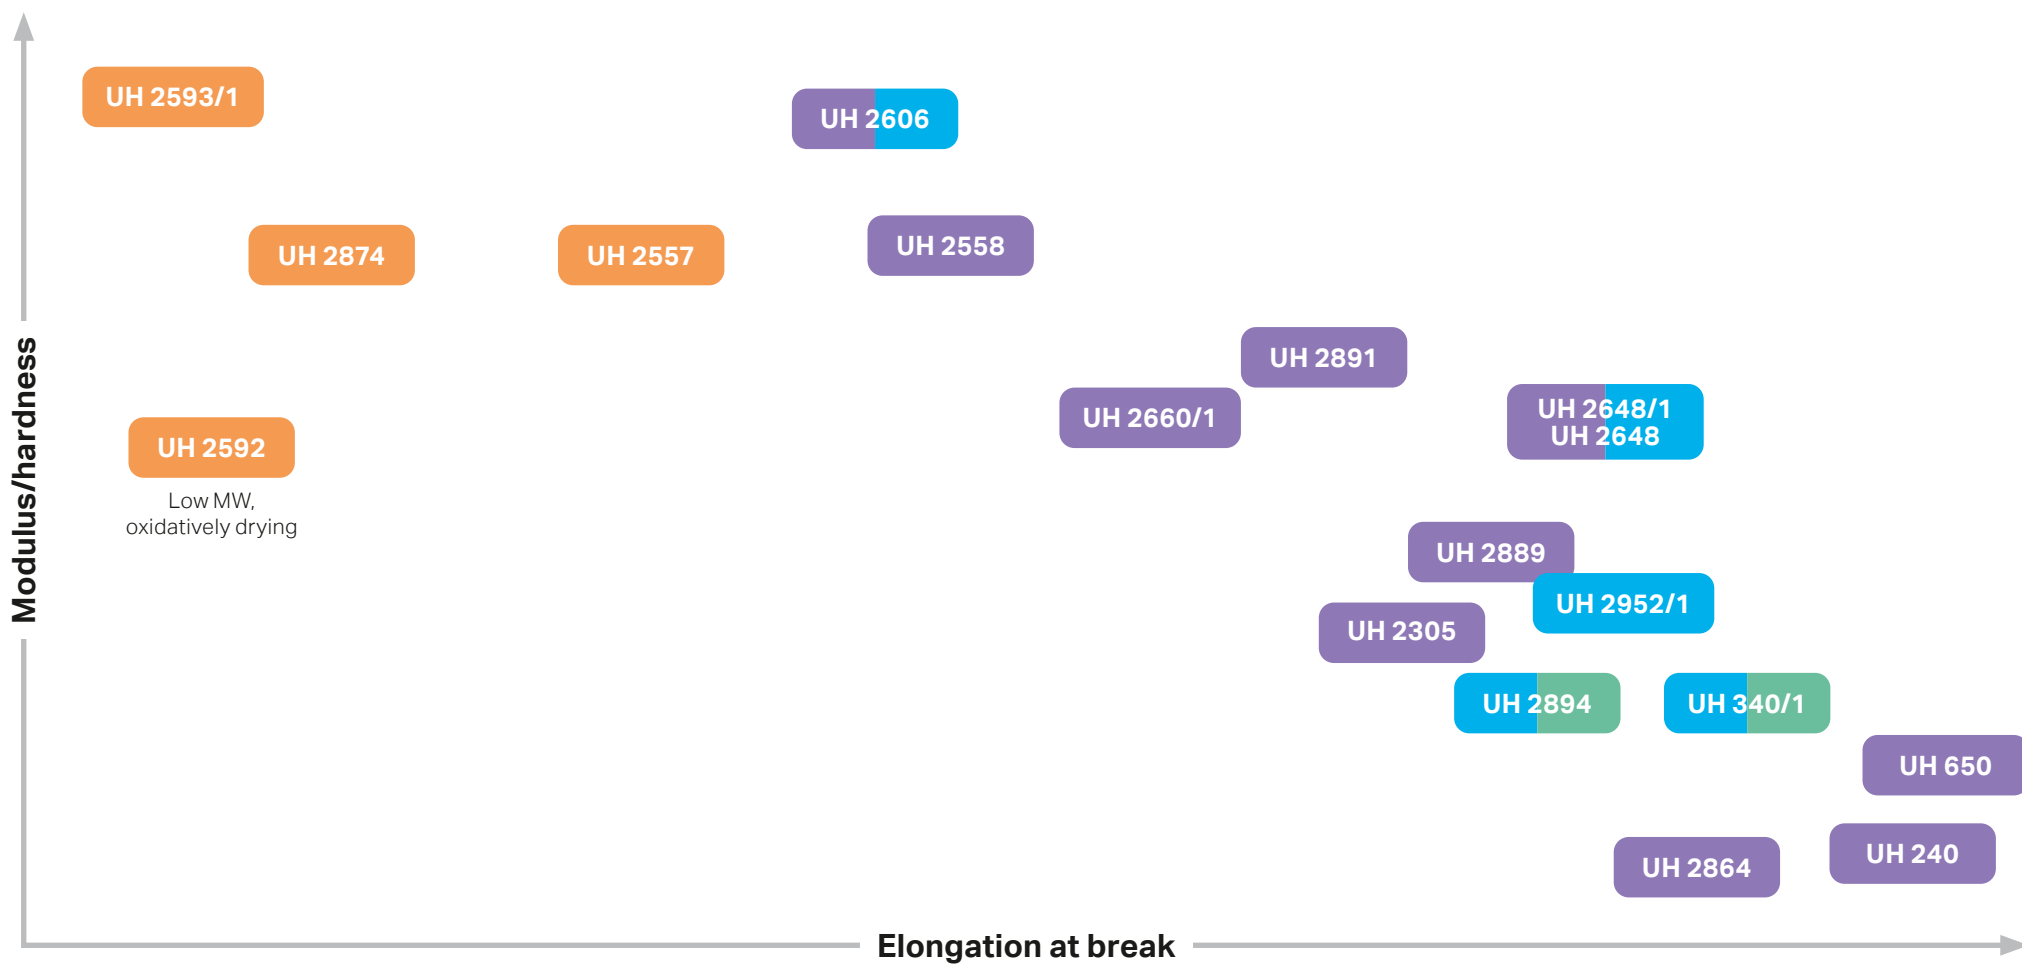 UH 2593/1
UH 2606
UH 2874
UH 2557
UH 2558
UH 2891
UH 2660/1
UH 2648/1
UH 2648
UH 2592
Low MW,
oxidatively drying
UH 2889
UH 2952/1
UH 2305
UH 2894
UH 340/1
UH 650
UH 240
UH 2864
Modulus/hardness
Elongation at break